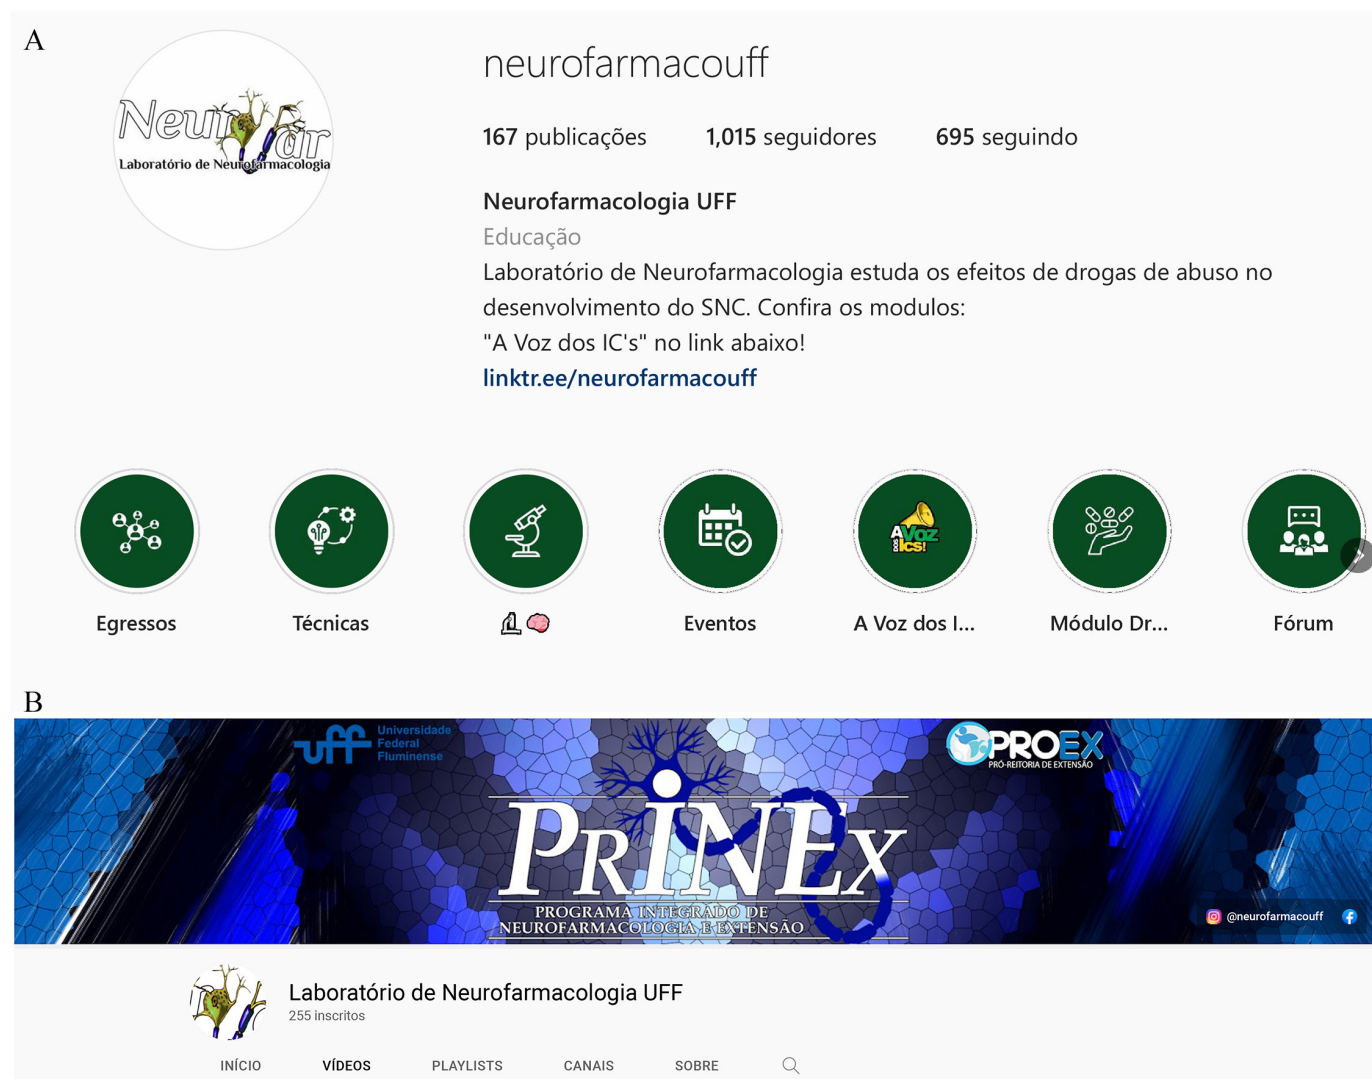 A
NeuroFar
Laboratório de Neurofarmacologia
neurofarmacouff
167 publicações 1,015 seguidores 695 seguindo
Neurofarmacologia UFF
Educação
Laboratório de Neurofarmacologia estuda os efeitos de drogas de abuso no
desenvolvimento do SNC. Confira os modulos:
"A Voz dos IC's" no link abaixo!
linktr.ee/neurofarmacouff
A Voz
DOS ICs!
Egressos Técnicas Eventos A Voz dos I... Módulo Dr... Fórum
B
uff Universidade
Federal
Fluminense
PROEX
PRÓ-REITORIA DE EXTENSÃO
PRINEX
PROGRAMA INTEGRADO DE
NEUROFARMACOLOGIA E EXTENSÃO
@neurofarmacouff
Laboratório de Neurofarmacologia UFF
255 inscritos
INÍCIO VÍDEOS PLAYLISTS CANAIS SOBRE